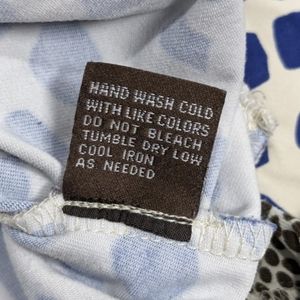 HAND WASH COLD
WITH LIKE COLORS
DO NOT BLEACH
TUMBLE DRY LOW
COOL IRON
AS NEEDED